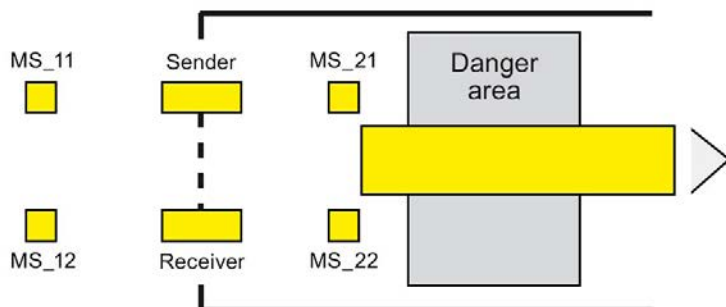 MS_11
Sender
MS_21
Danger
area
MS_12
Receiver
MS_22